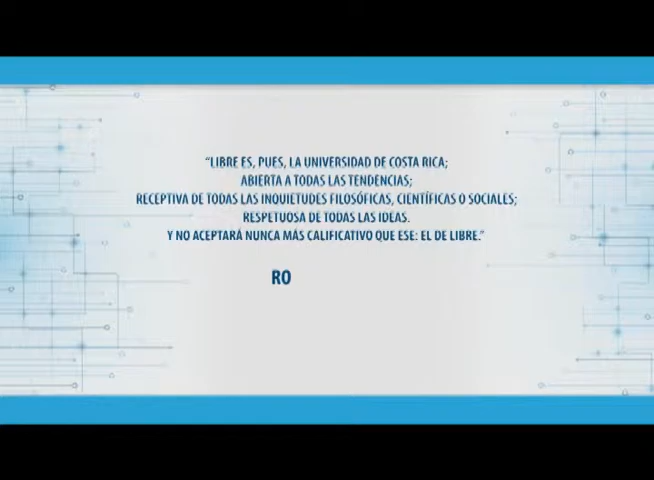 “LIBRE ES, PUES, LA UNIVERSIDAD DE COSTA RICA;
ABIERTA A TODAS LAS TENDENCIAS;
RECEPTIVA DE TODAS LAS INQUIETUDES FILOSÓFICAS, CIENTÍFICAS O SOCIALES;
RESPETUOSA DE TODAS LAS IDEAS.
Y NO ACEPTARÁ NUNCA MÁS CALIFICATIVO QUE ESE: EL DE LIBRE.”
RO